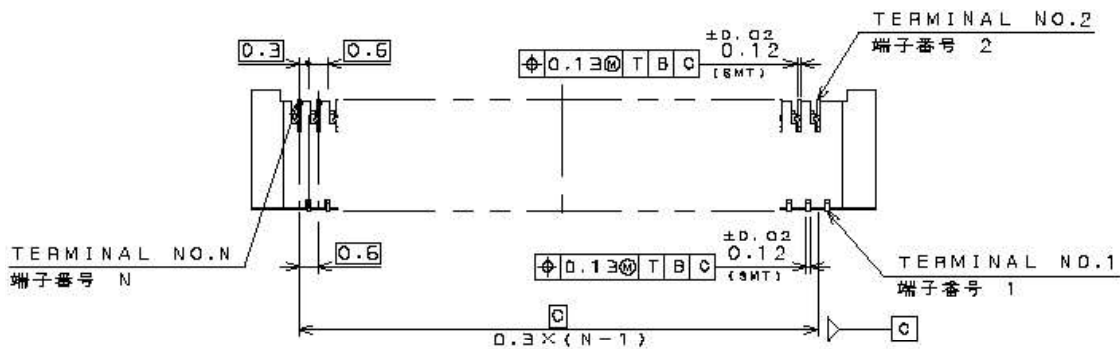 TERMINAL NO.2
端子番号 2
±0.02
0.3 0.6
⌖ 0.13Ⓜ T B C 0.12
(SMT)
TERMINAL NO.N
端子番号 N
0.6
±0.02
⌖ 0.13Ⓜ T B C 0.12
(SMT)
TERMINAL NO.1
端子番号 1
C
0.3×(N-1)
C